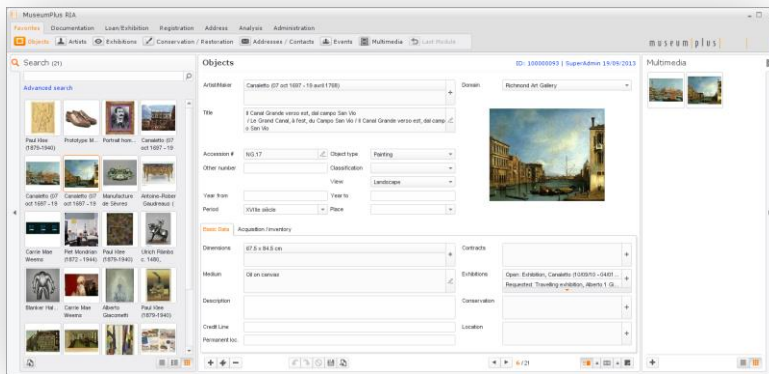 MuseumPlus RIA
Favorites Documentation Loan/Exhibition Registration Address Analysis Administration
Objects Artists Exhibitions Conservation / Restoration Addresses / Contacts Events Multimedia Last Module
museum plus
Search (21)
Advanced search
Paul Klee (1879-1940)
Prototype M...
Portrait hom...
Canaletto (07 oct 1697 - 19
Canaletto (07 oct 1697 - 19
Canaletto (07 oct 1697 - 19
Manufacture de Sèvres
Antoine-Rober Gaudreaus (
Carrie Mae Weems
Piet Mondrian (1872 - 1944)
Paul Klee (1879-1940)
Ulrich c. 1480,
Blanker Hal...
Carrie Mae Weems
Alberto Giacometti
Paul Klee (1879-1940)
Objects
ID: 100000093 | SuperAdmin 19/09/2013
Artist/Maker Canaletto (07 oct 1697 - 19 avril 1768)
Domain Richmond Art Gallery
Title Il Canal Grande verso est, dal campo San Vio
/ Le Grand Canal, à l'est, du Campo San Vio / Il Canal Grande verso est, dal camp
o San Vio
Accession # NG.17 Object type Painting
Other number Classification
View Landscape
Year from Year to
Period XVIIIe siècle Place
Basic Data Acquisition /Inventory
Dimensions 67.5 x 84.5 cm
Contracts
Medium Oil on canvas
Exhibitions Open: Exhibition, Canaletto
Requested: Travelling exhibition, Alberto
Description
Conservation
Credit Line
Permanent loc.
Location
6 /21
Multimedia